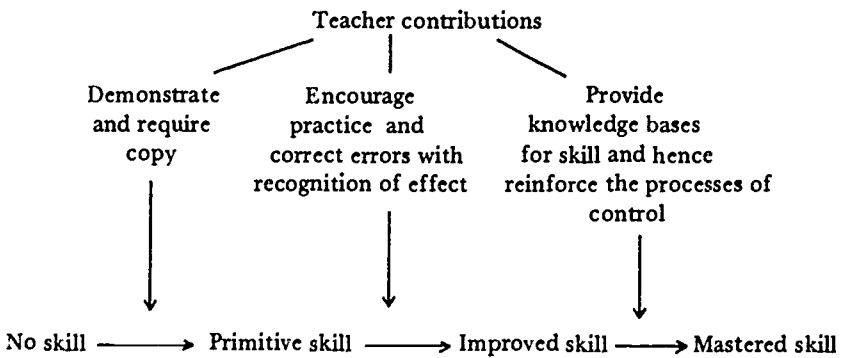 Teacher contributions
Demonstrate
and require
copy
Encourage
practice and
correct errors with
recognition of effect
Provide
knowledge bases
for skill and hence
reinforce the processes of
control
No skill
Primitive skill
Improved skill
Mastered skill